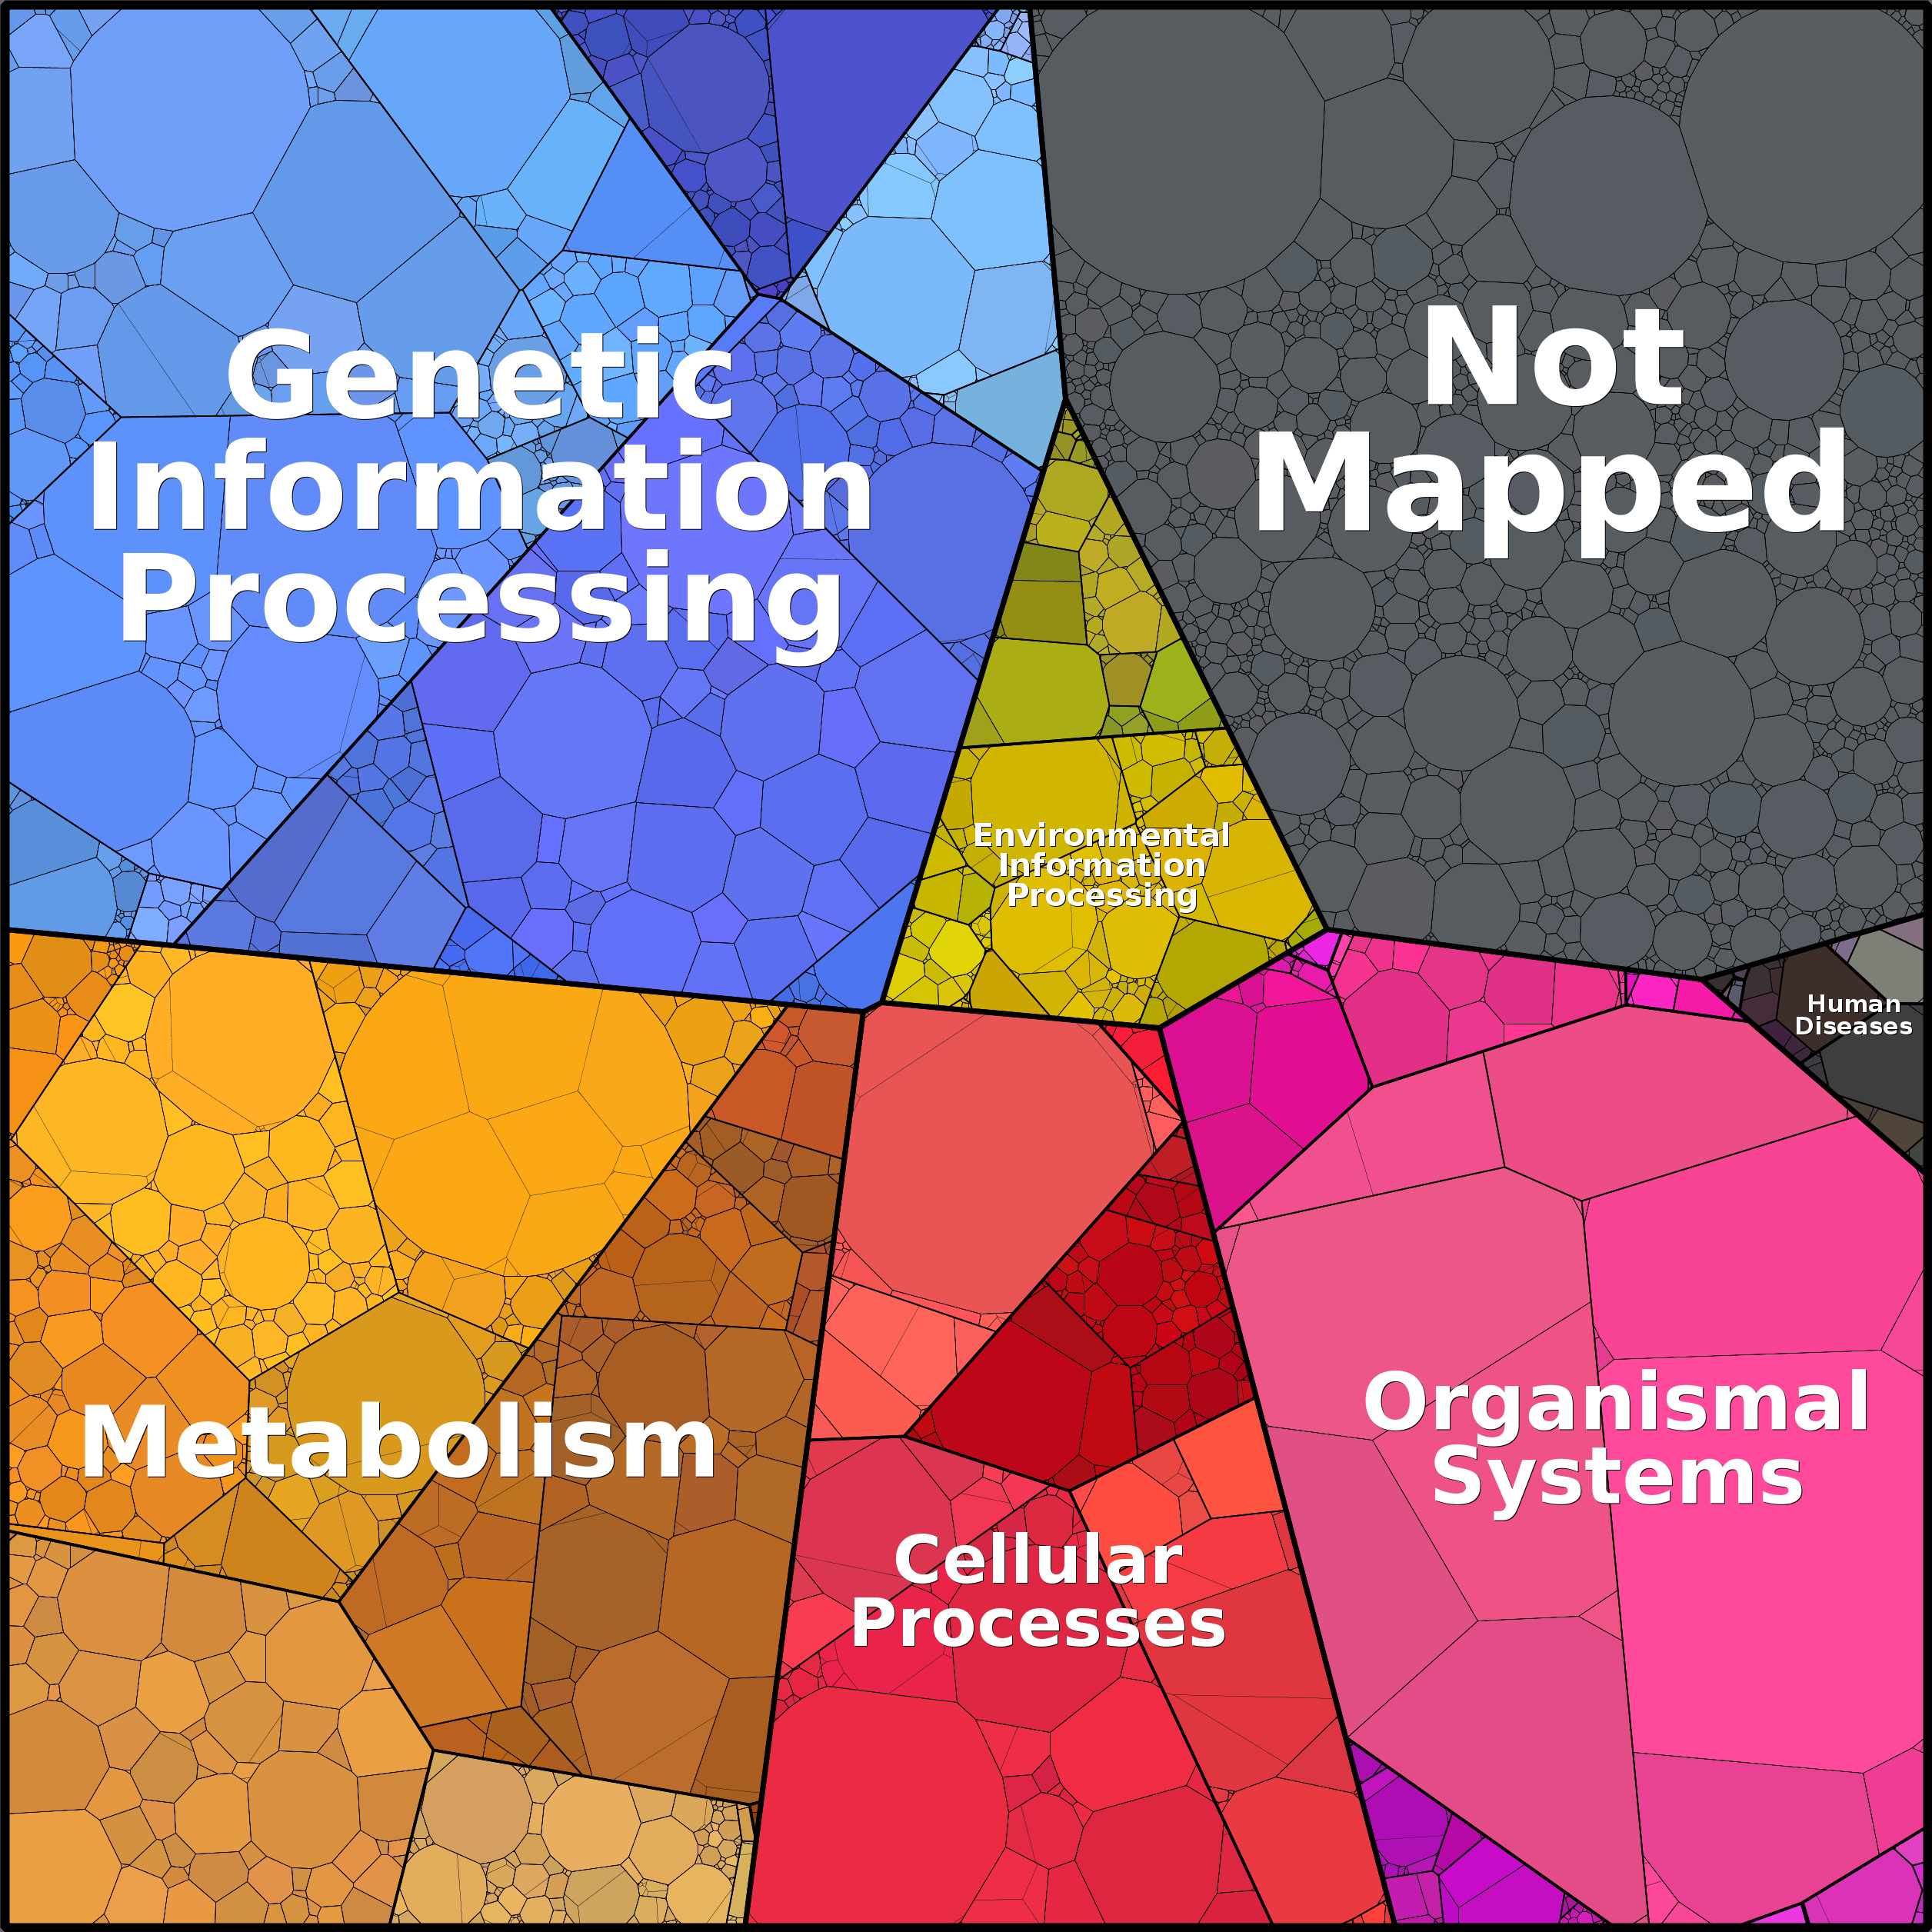 Genetic
Information
Processing
Not
Mapped
Environmental
Information
Processing
Human
Diseases
Metabolism
Cellular
Processes
Organismal
Systems